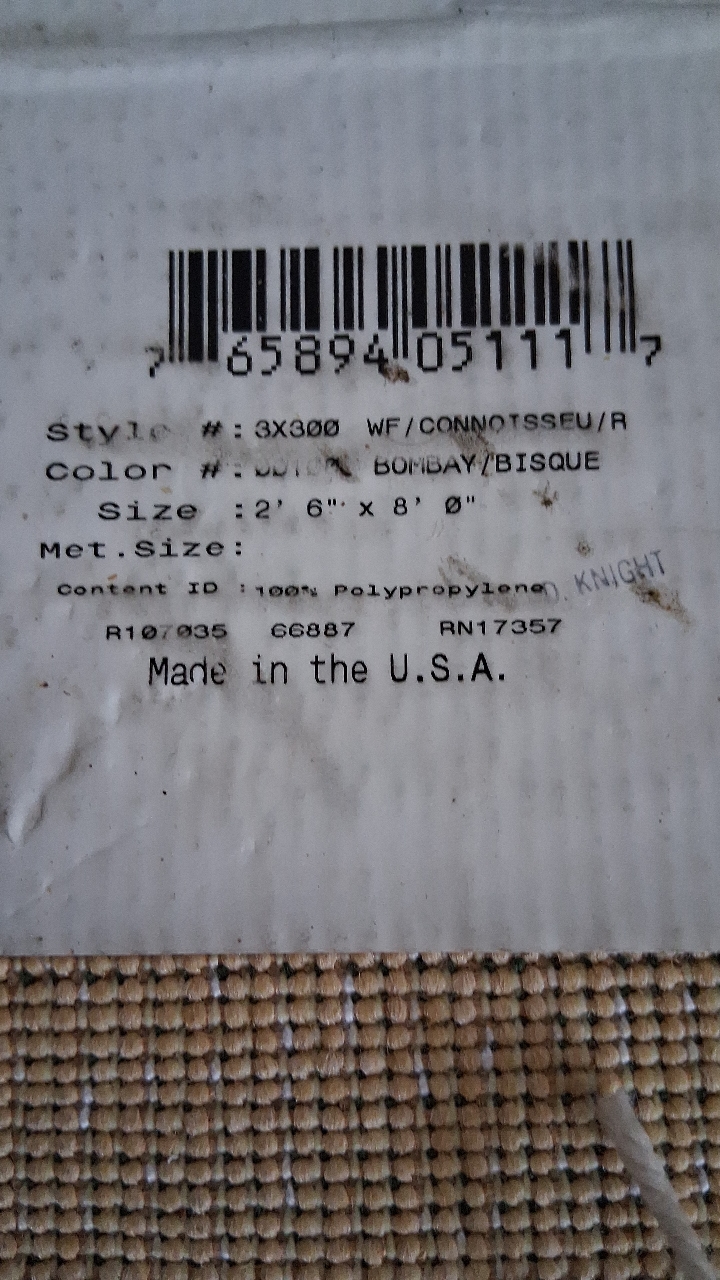 7 65894 05111 7
Style #: 3X300 WF/CONNOISSEU/R
Color #: BOMBAY/BISQUE
Size : 2' 6" x 8' 0"
Met.Size:
Content ID : 100% Polypropylene
D. KNIGHT
R107035 66887 RN17357
Made in the U.S.A.